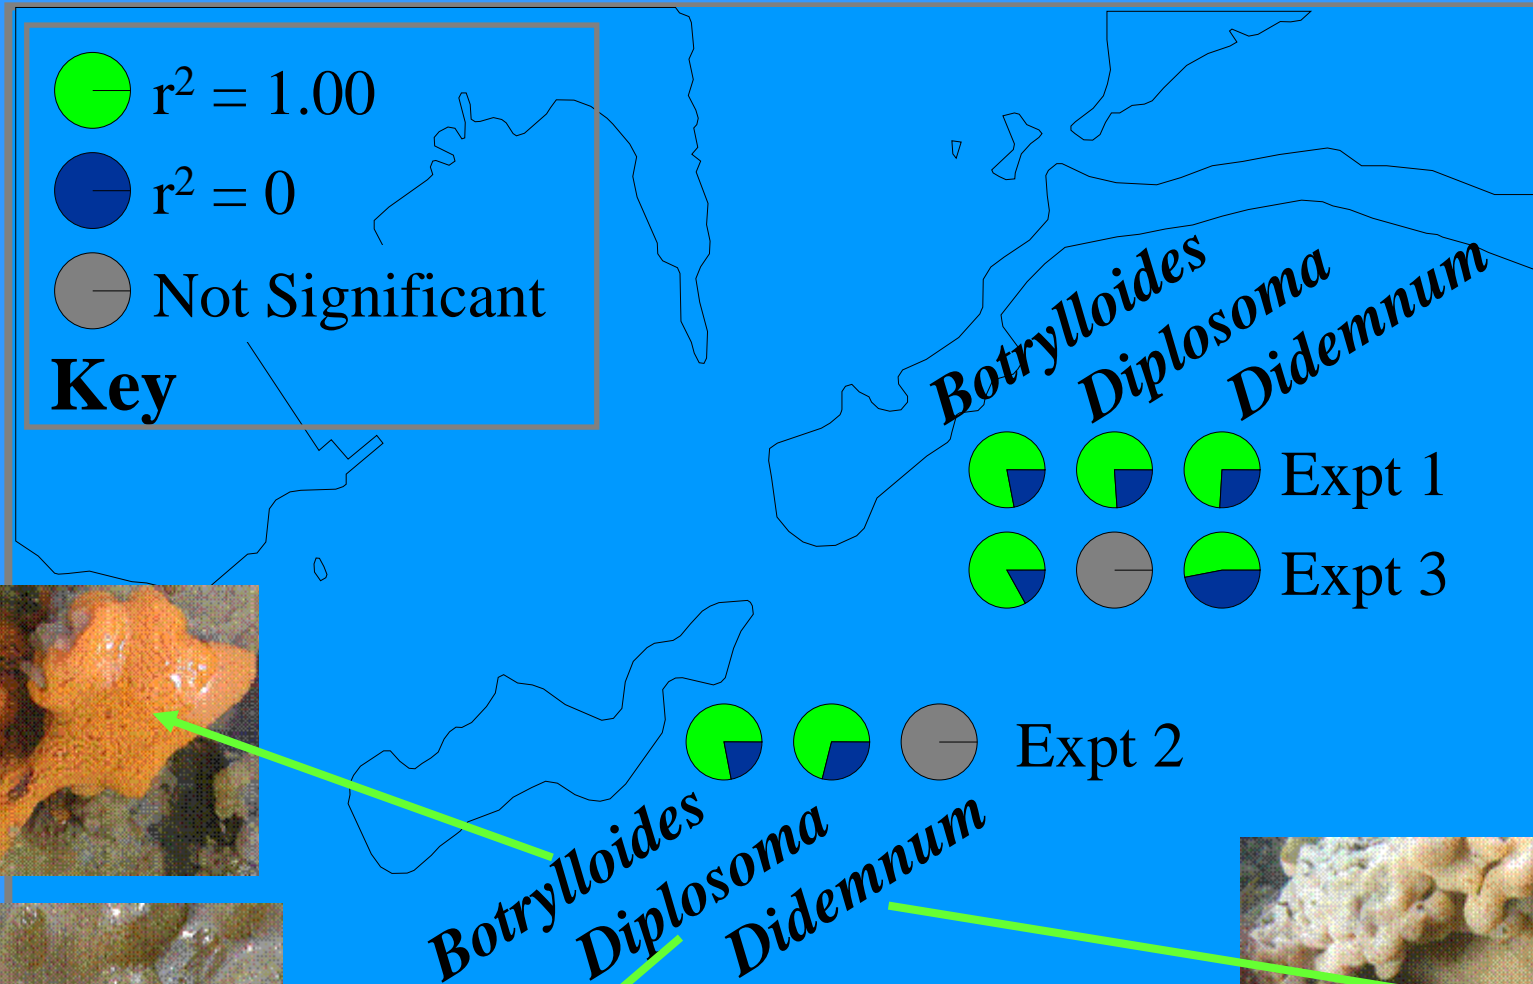 r² = 1.00
r² = 0
Not Significant
Key
Botrylloides
Diplosoma
Didemnum
Expt 1
Expt 3
Expt 2
Botrylloides
Diplosoma
Didemnum